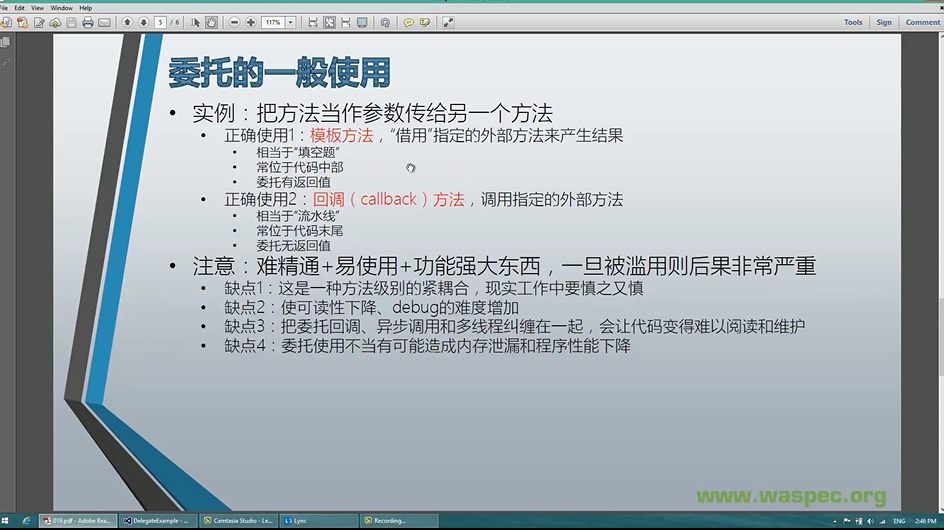 File Edit View Window Help
5 / 6 117% Tools Sign Comment
委托的一般使用
• 实例：把方法当作参数传给另一个方法
• 正确使用1：模板方法，“借用”指定的外部方法来产生结果
• 相当于“填空题”
• 常位于代码中部
• 委托有返回值
• 正确使用2：回调（callback）方法，调用指定的外部方法
• 相当于“流水线”
• 常位于代码末尾
• 委托无返回值
• 注意：难精通+易使用+功能强大东西，一旦被滥用则后果非常严重
• 缺点1：这是一种方法级别的紧耦合，现实工作中要慎之又慎
• 缺点2：使可读性下降、debug的难度增加
• 缺点3：把委托回调、异步调用和多线程纠缠在一起，会让代码变得难以阅读和维护
• 缺点4：委托使用不当有可能造成内存泄漏和程序性能下降
www.waspec.org
019.pdf - Adobe Rea... DelegateExample - ... Camtasia Studio - Le... Lync Recording... ENG 2:46 PM